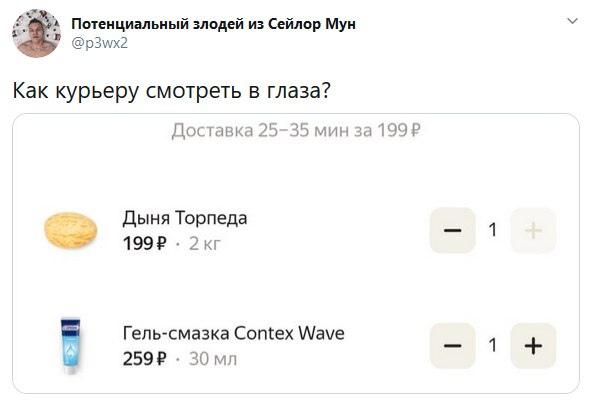 Потенциальный злодей из Сейлор Мун
@p3wx2
Как курьеру смотреть в глаза?
Доставка 25–35 мин за 199 ₽
Дыня Торпеда
199 ₽ · 2 кг
− 1 +
Гель-смазка Contex Wave
259 ₽ · 30 мл
− 1 +